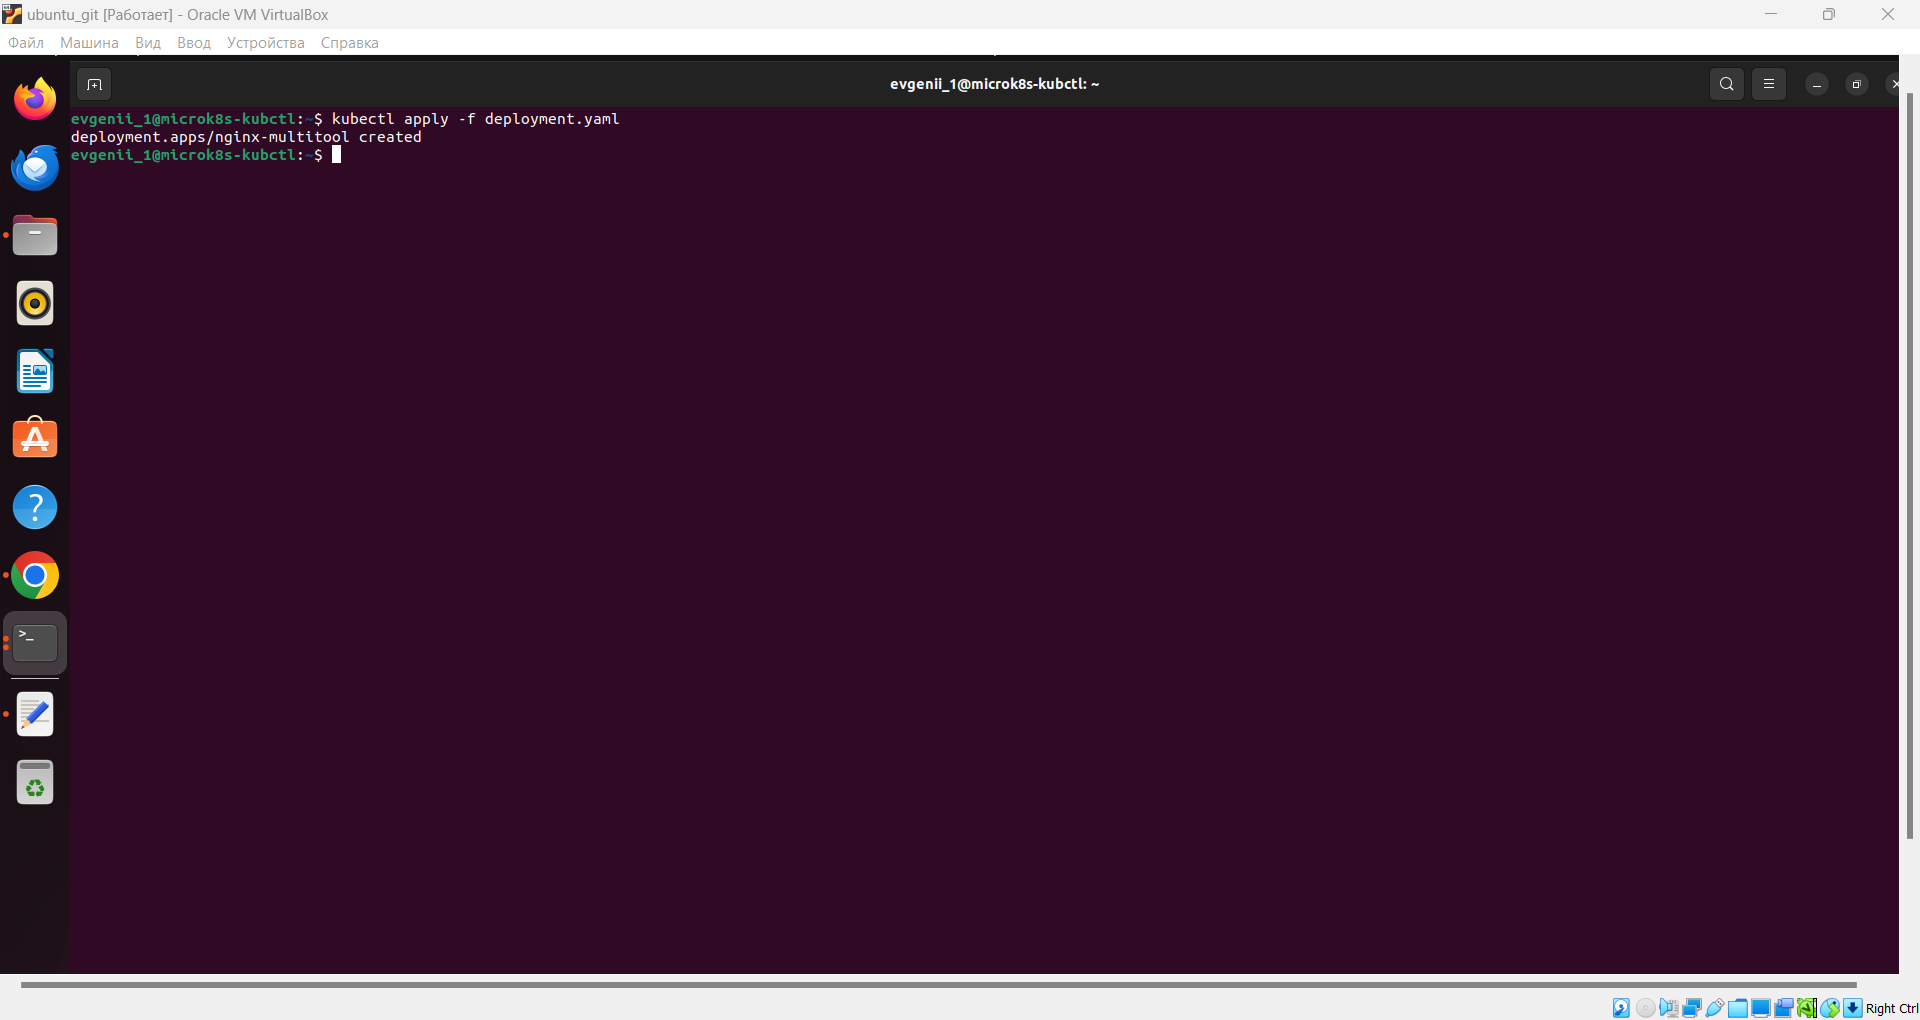 ubuntu_git [Работает] - Oracle VM VirtualBox
Файл Машина Вид Ввод Устройства Справка
evgenii_1@microk8s-kubctl: ~
evgenii_1@microk8s-kubctl:~$ kubectl apply -f deployment.yaml
deployment.apps/nginx-multitool created
evgenii_1@microk8s-kubctl:~$
Right Ctrl